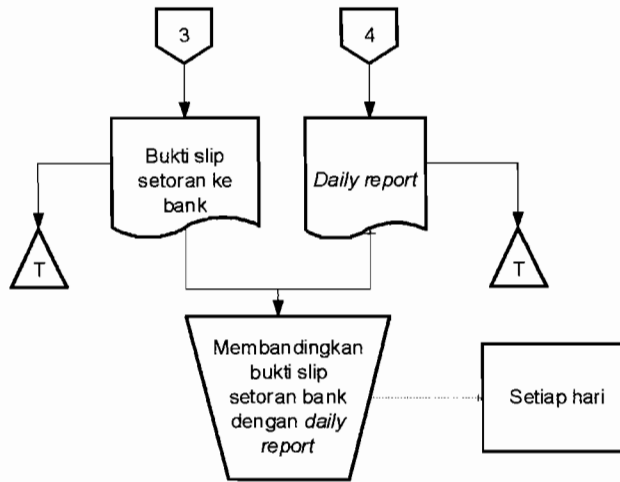 3
4
Bukti slip
setoran ke
bank
Daily report
T
T
Membandingkan
bukti slip
setoran bank
dengan daily
report
Setiap hari